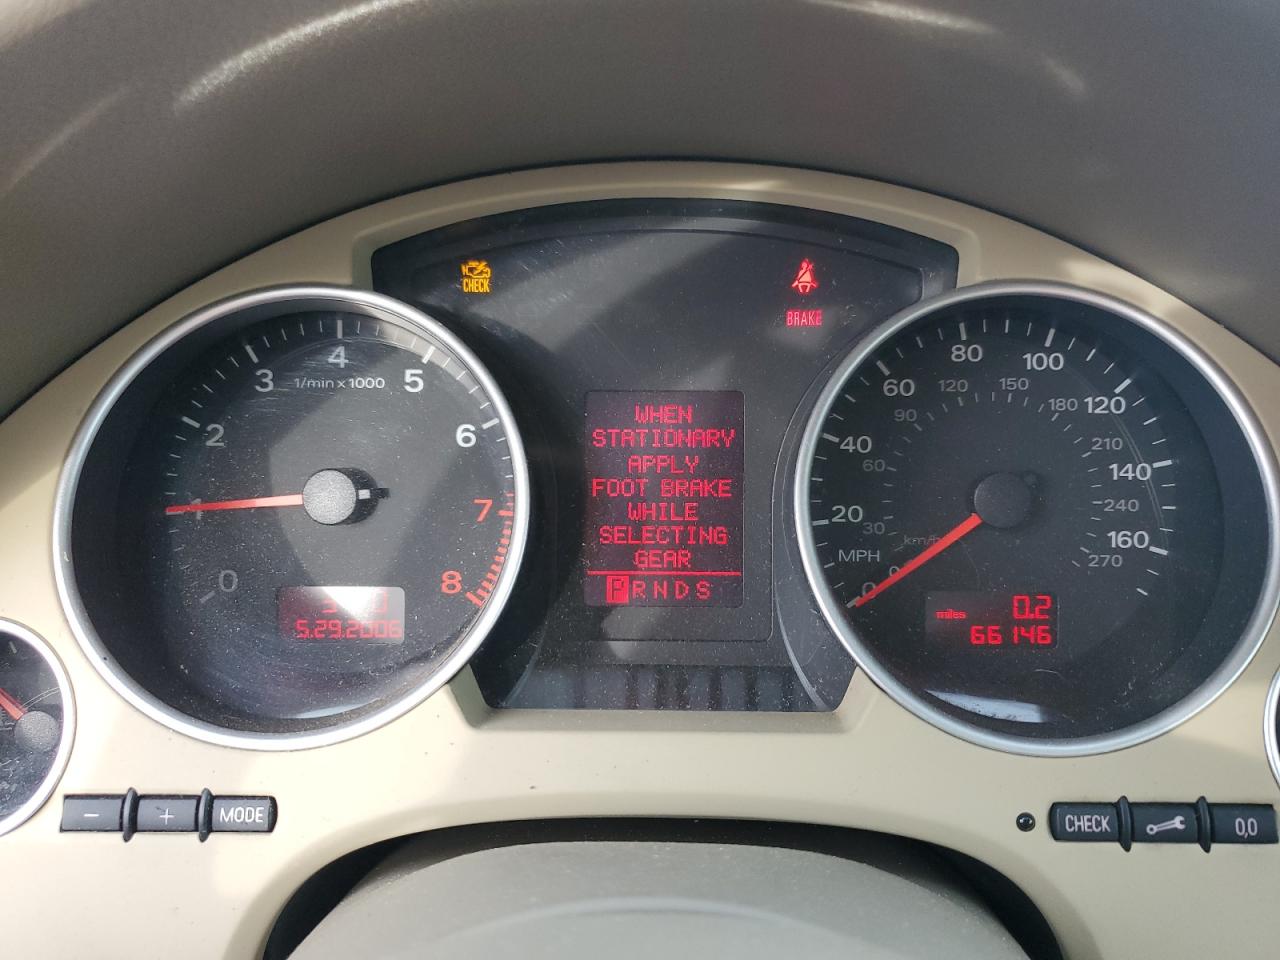 CHECK
BRAKE
0
1
2
3
4
5
6
7
8
1/min x 1000
5.29.2006
WHEN
STATIONARY
APPLY
FOOT BRAKE
WHILE
SELECTING
GEAR
P R N D S
0
20
40
60
80
100
120
140
160
MPH
30
60
90
120
150
180
210
240
270
km/h
miles
0.2
66146
−
+
MODE
CHECK
0,0